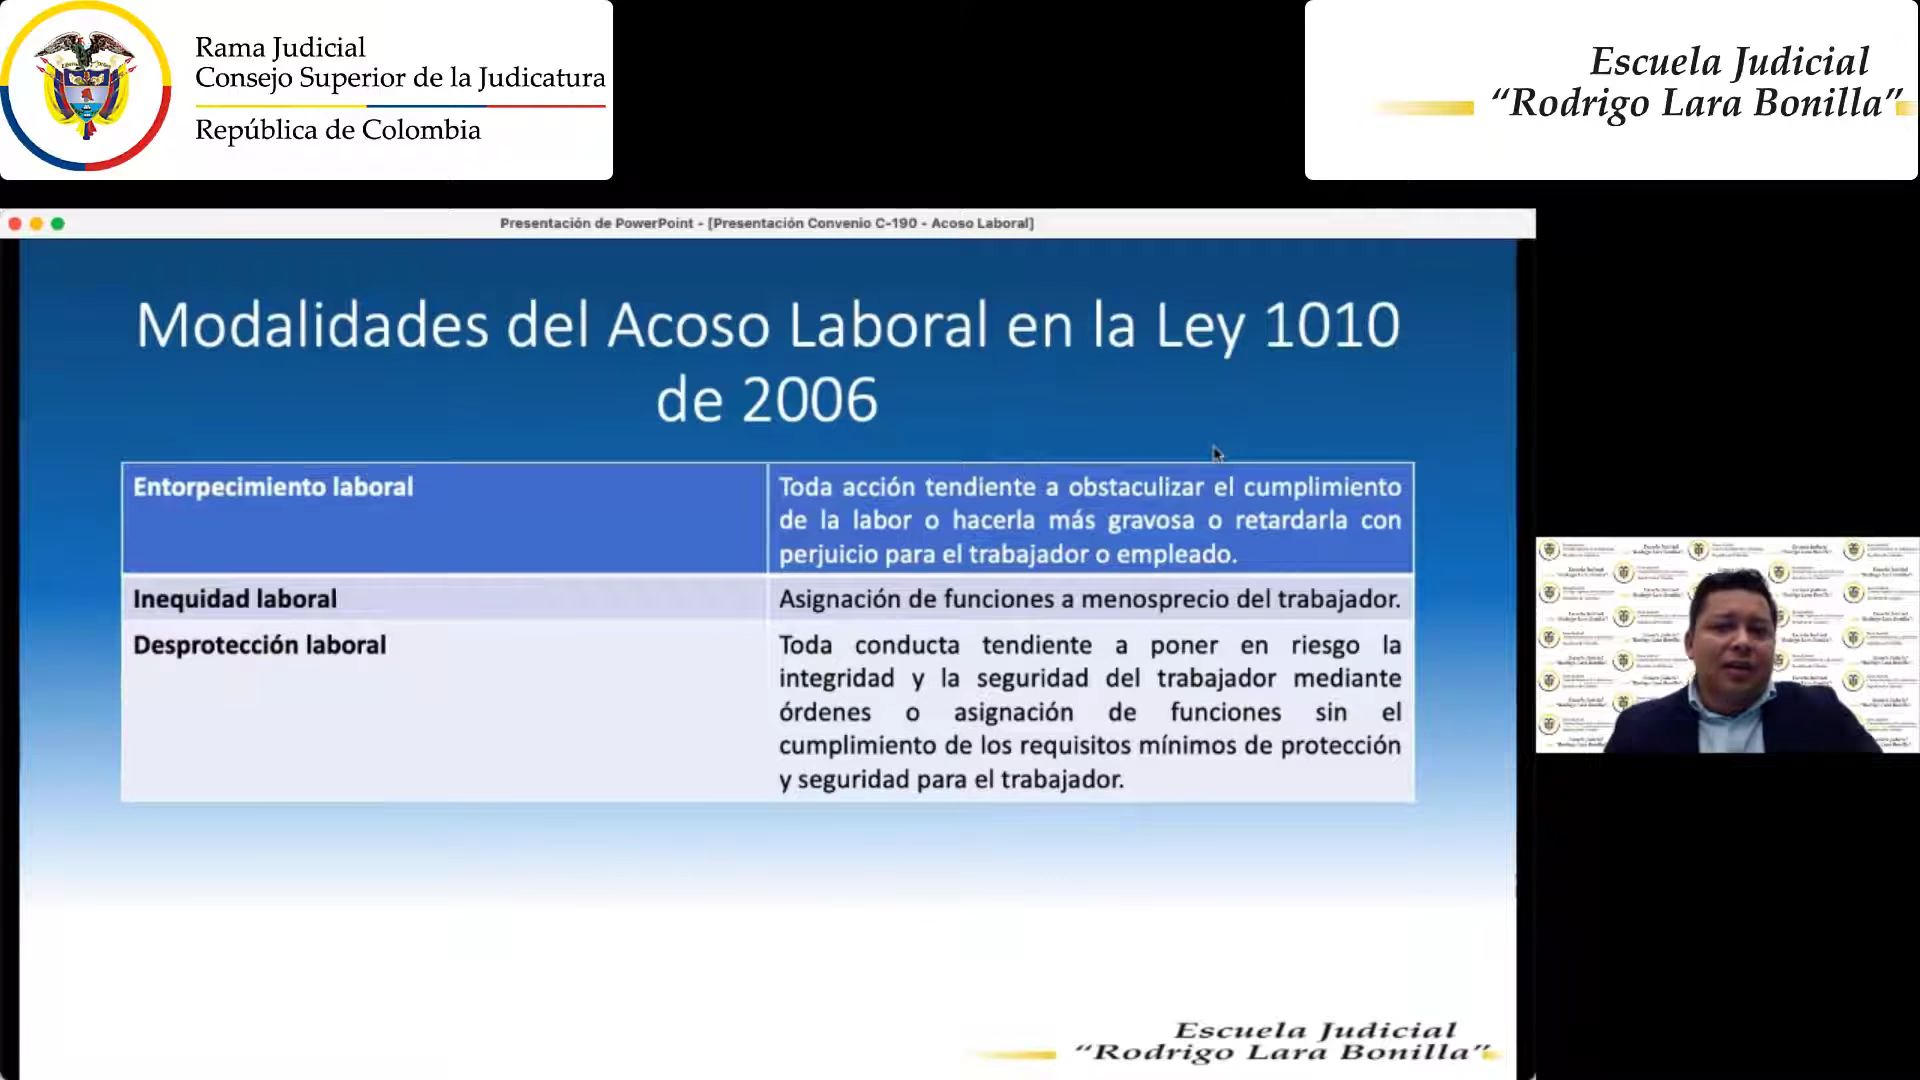 Rama Judicial
Consejo Superior de la Judicatura
República de Colombia
Escuela Judicial
“Rodrigo Lara Bonilla”
Presentación de PowerPoint - [Presentación Convenio C-190 - Acoso Laboral]
Modalidades del Acoso Laboral en la Ley 1010
de 2006
Entorpecimiento laboral
Toda acción tendiente a obstaculizar el cumplimiento
de la labor o hacerla más gravosa o retardarla con
perjuicio para el trabajador o empleado.
Inequidad laboral
Asignación de funciones a menosprecio del trabajador.
Desprotección laboral
Toda conducta tendiente a poner en riesgo la
integridad y la seguridad del trabajador mediante
órdenes o asignación de funciones sin el
cumplimiento de los requisitos mínimos de protección
y seguridad para el trabajador.
Escuela Judicial
“Rodrigo Lara Bonilla”